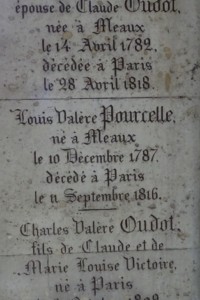 épouse de Claude Oudot,
née à Meaux
le 14 Avril 1782,
décédée à Paris
le 28 Avril 1818.
Louis Valère Pourcelle,
né à Meaux
le 10 Décembre 1787.
décédé à Paris
le 11 Septembre 1816.
Charles Valère Oudot,
fils de Claude et de
Marie Louise Victoire,
né à Paris